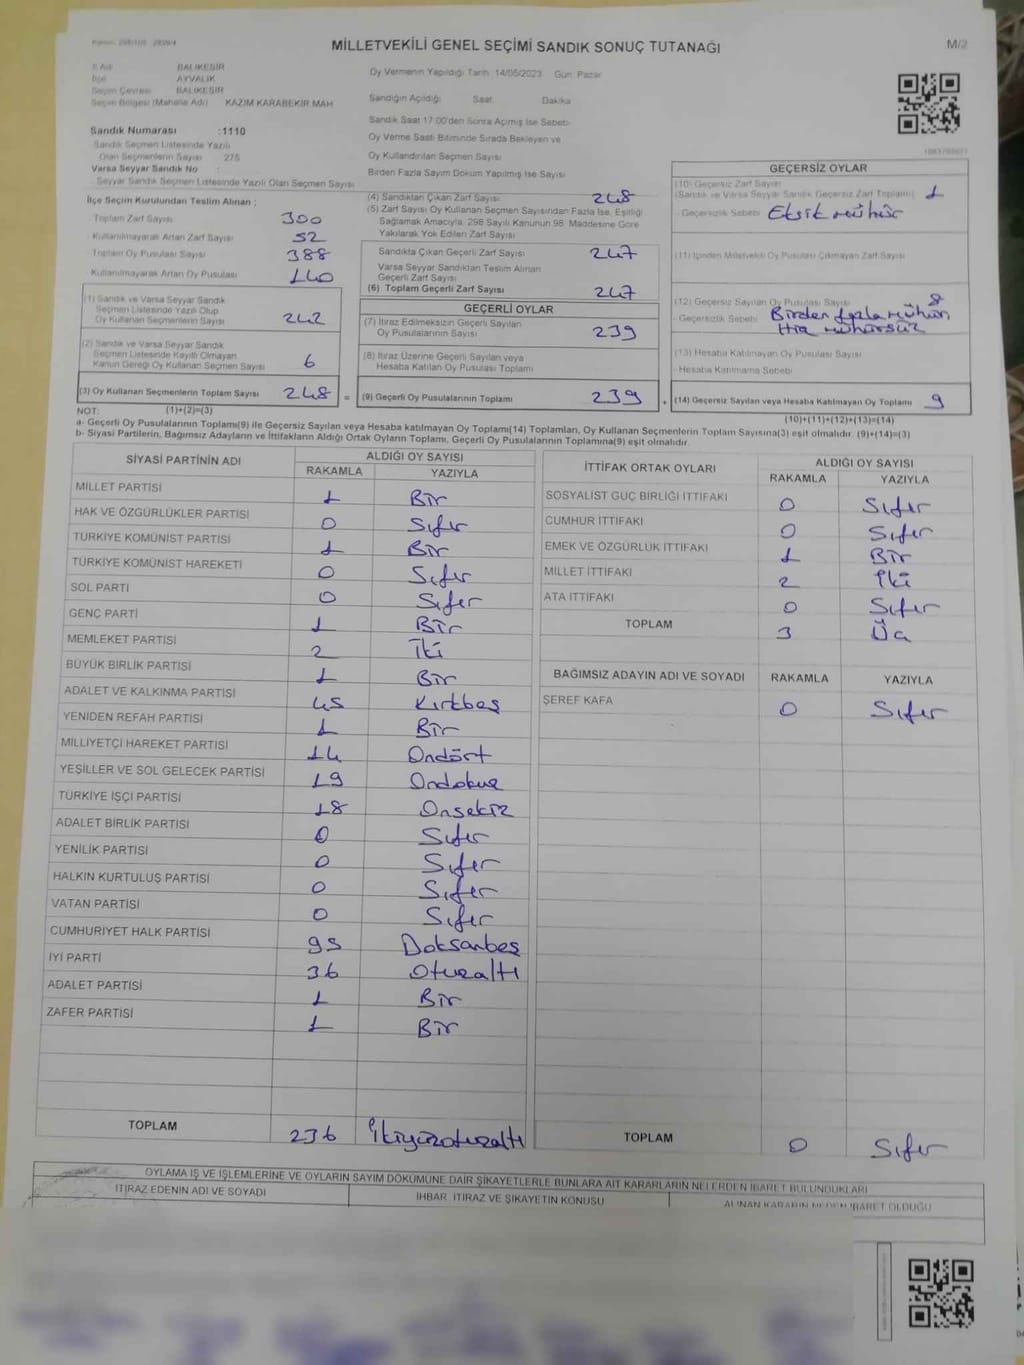 MİLLETVEKİLİ GENEL SEÇİMİ SANDIK SONUÇ TUTANAĞI
M/2
İl Adı BALIKESİR
İlçe AYVALIK
Seçim Çevresi BALIKESİR
Seçim Bölgesi (Mahalle Adı) KAZIM KARABEKİR MAH
Oy Vermenin Yapıldığı Tarih 14/05/2023 Gün Pazar
Sandığın Açıldığı Saat Dakika
Sandık Saat 17:00'den Sonra Açılmış İse Sebebi
Oy Verme Saati Bitiminde Sırada Bekleyen ve
Oy Kullandırılan Seçmen Sayısı
Birden Fazla Sayım Döküm Yapılmış İse Sayısı
Sandık Numarası :1110
Sandık Seçmen Listesinde Yazılı
Olan Seçmenlerin Sayısı 275
Varsa Seyyar Sandık No :
Seyyar Sandık Seçmen Listesinde Yazılı Olan Seçmen Sayısı
İlçe Seçim Kurulundan Teslim Alınan ;
- Toplam Zarf Sayısı 300
- Kullanılmayarak Artan Zarf Sayısı 52
- Toplam Oy Pusulası Sayısı 388
- Kullanılmayarak Artan Oy Pusulası 140
(1) Sandık ve Varsa Seyyar Sandık
Seçmen Listesinde Yazılı Olup
Oy Kullanan Seçmenlerin Sayısı 242
(2) Sandık ve Varsa Seyyar Sandık
Seçmen Listesinde Kayıtlı Olmayan
Kanun Gereği Oy Kullanan Seçmen Sayısı 6
(3) Oy Kullanan Seçmenlerin Toplam Sayısı 248 =
(1)+(2)=(3)
(4) Sandıktan Çıkan Zarf Sayısı 248
(5) Zarf Sayısı Oy Kullanan Seçmen Sayısından Fazla İse, Eşitliği
Sağlamak Amacıyla 298 Sayılı Kanunun 98. Maddesine Göre
Yakılarak Yok Edilen Zarf Sayısı
Sandıkta Çıkan Geçerli Zarf Sayısı 247
Varsa Seyyar Sandıktan Teslim Alınan
Geçerli Zarf Sayısı
(6) Toplam Geçerli Zarf Sayısı 247
GEÇERLİ OYLAR
(7) İtiraz Edilmeksizin Geçerli Sayılan
Oy Pusulalarının Sayısı 239
(8) İtiraz Üzerine Geçerli Sayılan veya
Hesaba Katılan Oy Pusulası Toplamı
(9) Geçerli Oy Pusulalarının Toplamı 239 +
GEÇERSİZ OYLAR
(10) Geçersiz Zarf Sayısı
(Sandık ve Varsa Seyyar Sandık Geçersiz Zarf Toplamı) 1
- Geçersizlik Sebebi Eksik mühür
(11) İçinden Milletvekili Oy Pusulası Çıkmayan Zarf Sayısı
(12) Geçersiz Sayılan Oy Pusulası Sayısı 8
- Geçersizlik Sebebi Birden fazla mühür,
Hiç mühürsüz
(13) Hesaba Katılmayan Oy Pusulası Sayısı
- Hesaba Katılmama Sebebi
(14) Geçersiz Sayılan veya Hesaba Katılmayan Oy Toplamı 9
(10)+(11)+(12)+(13)=(14)
NOT:
a- Geçerli Oy Pusulalarının Toplamı(9) ile Geçersiz Sayılan veya Hesaba katılmayan Oy Toplamı(14) Toplamları, Oy Kullanan Seçmenlerin Toplam Sayısına(3) eşit olmalıdır. (9)+(14)=(3)
b- Siyasi Partilerin, Bağımsız Adayların ve İttifakların Aldığı Ortak Oyların Toplamı, Geçerli Oy Pusulalarının Toplamına(9) eşit olmalıdır.
SİYASİ PARTİNİN ADI ALDIĞI OY SAYISI
RAKAMLA YAZIYLA
MİLLET PARTİSİ 1 Bir
HAK VE ÖZGÜRLÜKLER PARTİSİ 0 Sıfır
TÜRKİYE KOMÜNİST PARTİSİ 1 Bir
TÜRKİYE KOMÜNİST HAREKETİ 0 Sıfır
SOL PARTİ 0 Sıfır
GENÇ PARTİ 1 Bir
MEMLEKET PARTİSİ 2 İki
BÜYÜK BİRLİK PARTİSİ 1 Bir
ADALET VE KALKINMA PARTİSİ 45 Kırkbeş
YENİDEN REFAH PARTİSİ 1 Bir
MİLLİYETÇİ HAREKET PARTİSİ 14 Ondört
YEŞİLLER VE SOL GELECEK PARTİSİ 19 Ondokuz
TÜRKİYE İŞÇİ PARTİSİ 18 Onsekiz
ADALET BİRLİK PARTİSİ 0 Sıfır
YENİLİK PARTİSİ 0 Sıfır
HALKIN KURTULUŞ PARTİSİ 0 Sıfır
VATAN PARTİSİ 0 Sıfır
CUMHURİYET HALK PARTİSİ 95 Doksanbeş
İYİ PARTİ 36 Otuzaltı
ADALET PARTİSİ 1 Bir
ZAFER PARTİSİ 1 Bir
TOPLAM 236 İkiyüzotuzaltı
İTTİFAK ORTAK OYLARI ALDIĞI OY SAYISI
RAKAMLA YAZIYLA
SOSYALİST GÜÇ BİRLİĞİ İTTİFAKI 0 Sıfır
CUMHUR İTTİFAKI 0 Sıfır
EMEK VE ÖZGÜRLÜK İTTİFAKI 1 Bir
MİLLET İTTİFAKI 2 İki
ATA İTTİFAKI 0 Sıfır
TOPLAM 3 Üç
BAĞIMSIZ ADAYIN ADI VE SOYADI RAKAMLA YAZIYLA
ŞEREF KAFA 0 Sıfır
TOPLAM 0 Sıfır
OYLAMA İŞ VE İŞLEMLERİNE VE OYLARIN SAYIM DÖKÜMÜNE DAİR ŞİKAYETLERLE BUNLARA AİT KARARLARIN NELERDEN İBARET BULUNDUKLARI
İTİRAZ EDENİN ADI VE SOYADI
İHBAR İTİRAZ VE ŞİKAYETİN KONUSU
ALINAN KARARIN NEDEN İBARET OLDUĞU